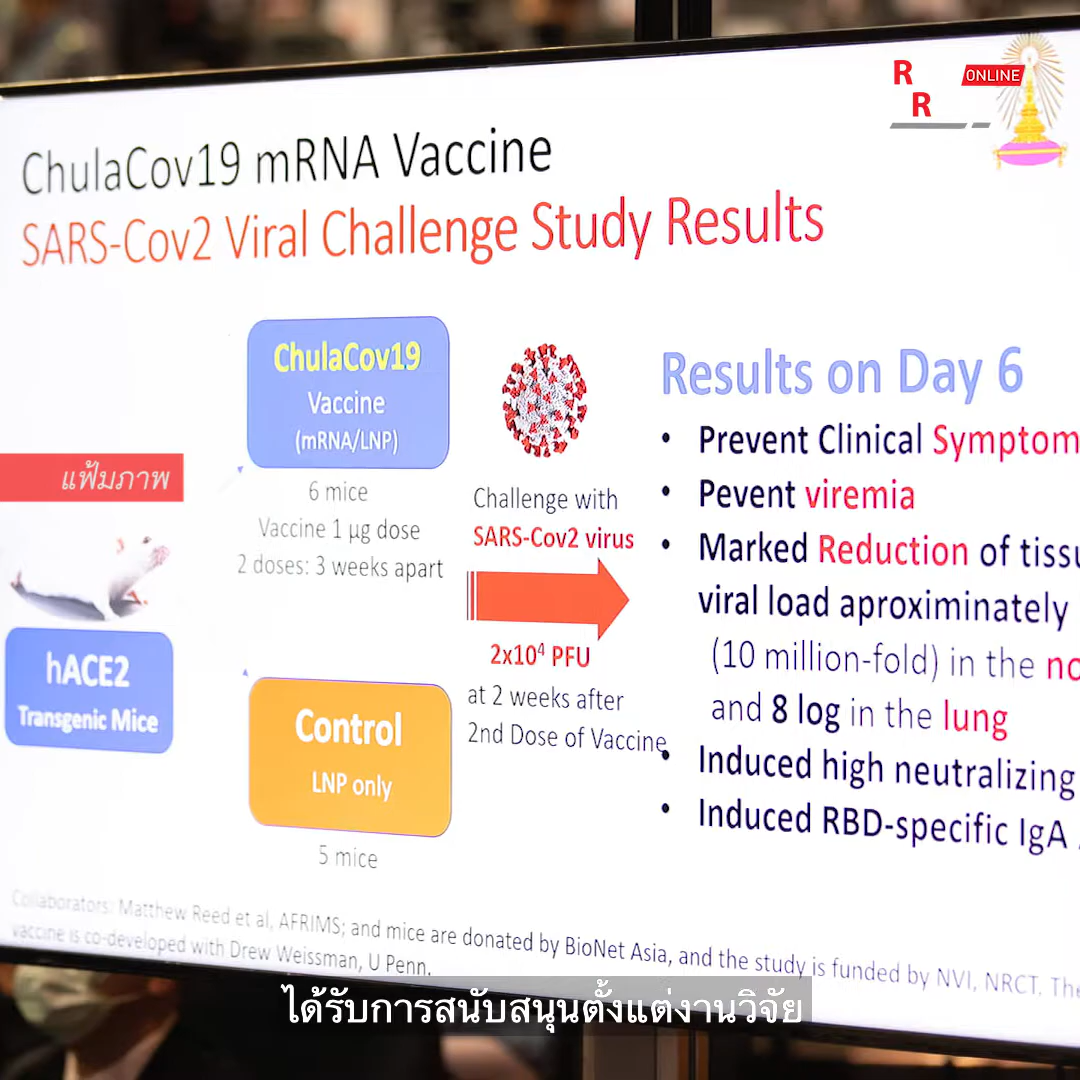 R
R
ONLINE
ChulaCov19 mRNA Vaccine
SARS-Cov2 Viral Challenge Study Results
ChulaCov19
Vaccine
(mRNA/LNP)
6 mice
Vaccine 1 µg dose
2 doses: 3 weeks apart
แฟ้มภาพ
hACE2
Transgenic Mice
Control
LNP only
5 mice
Challenge with
SARS-Cov2 virus
2x10⁴ PFU
at 2 weeks after
2nd Dose of Vaccine
Results on Day 6
• Prevent Clinical Symptom
• Pevent viremia
• Marked Reduction of tissu
viral load aproximinately
(10 million-fold) in the no
and 8 log in the lung
• Induced high neutralizing
• Induced RBD-specific IgA
Collaborators: Matthew Reed et al, AFRIMS; and mice are donated by BioNet Asia, and the study is funded by NVI, NRCT. The
vaccine is co-developed with Drew Weissman, U Penn.
ได้รับการสนับสนุนตั้งแต่งานวิจัย